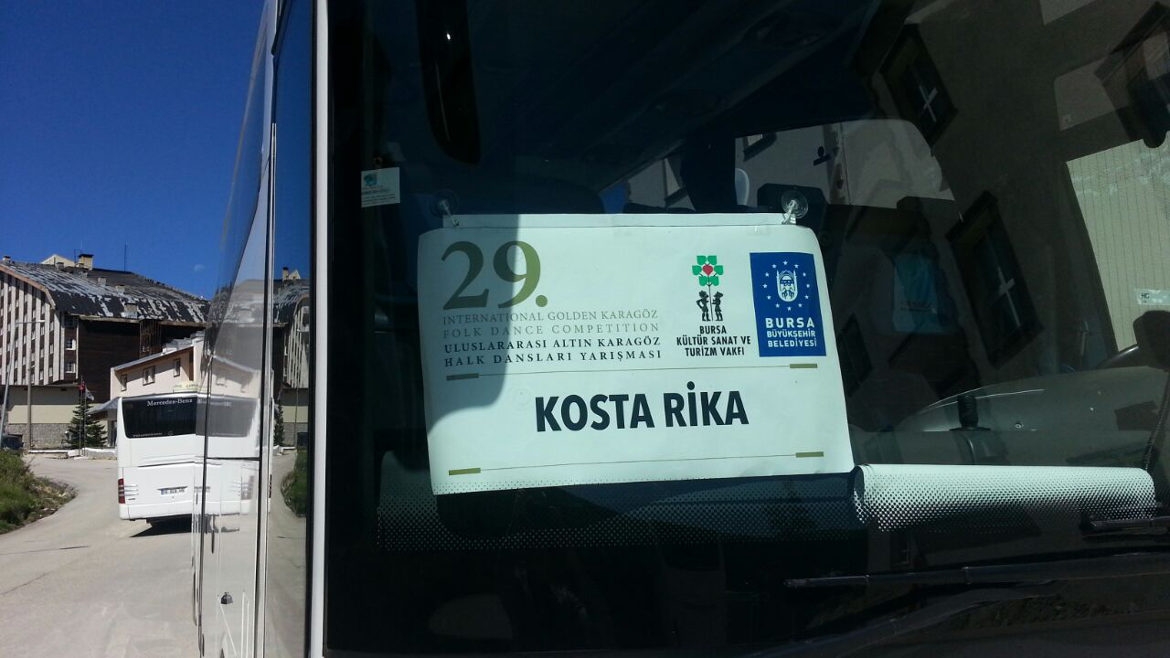 29.
INTERNATIONAL GOLDEN KARAGÖZ
FOLK DANCE COMPETITION
ULUSLARARASI ALTIN KARAGÖZ
HALK DANSLARI YARIŞMASI
BURSA
KÜLTÜR SANAT VE
TURİZM VAKFI
BURSA
BÜYÜKŞEHİR
BELEDİYESİ
KOSTA RİKA
Mercedes-Benz